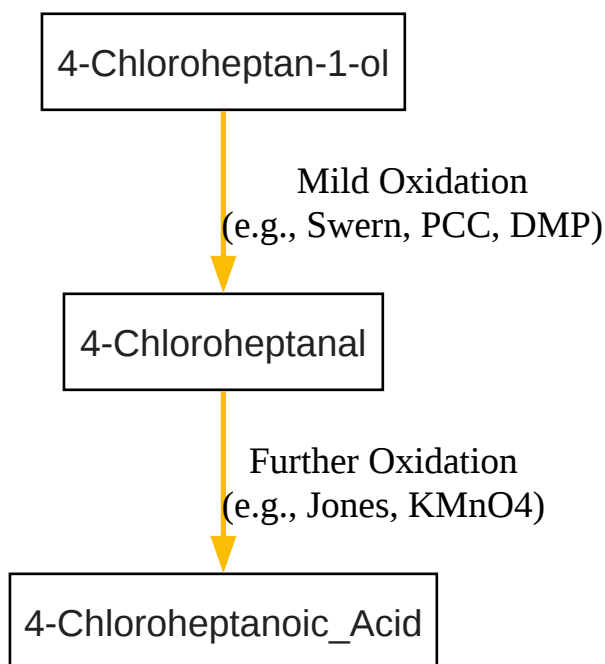 4-Chloroheptan-1-ol
Mild Oxidation
(e.g., Swern, PCC, DMP)
4-Chloroheptanal
Further Oxidation
(e.g., Jones, KMnO4)
4-Chloroheptanoic_Acid